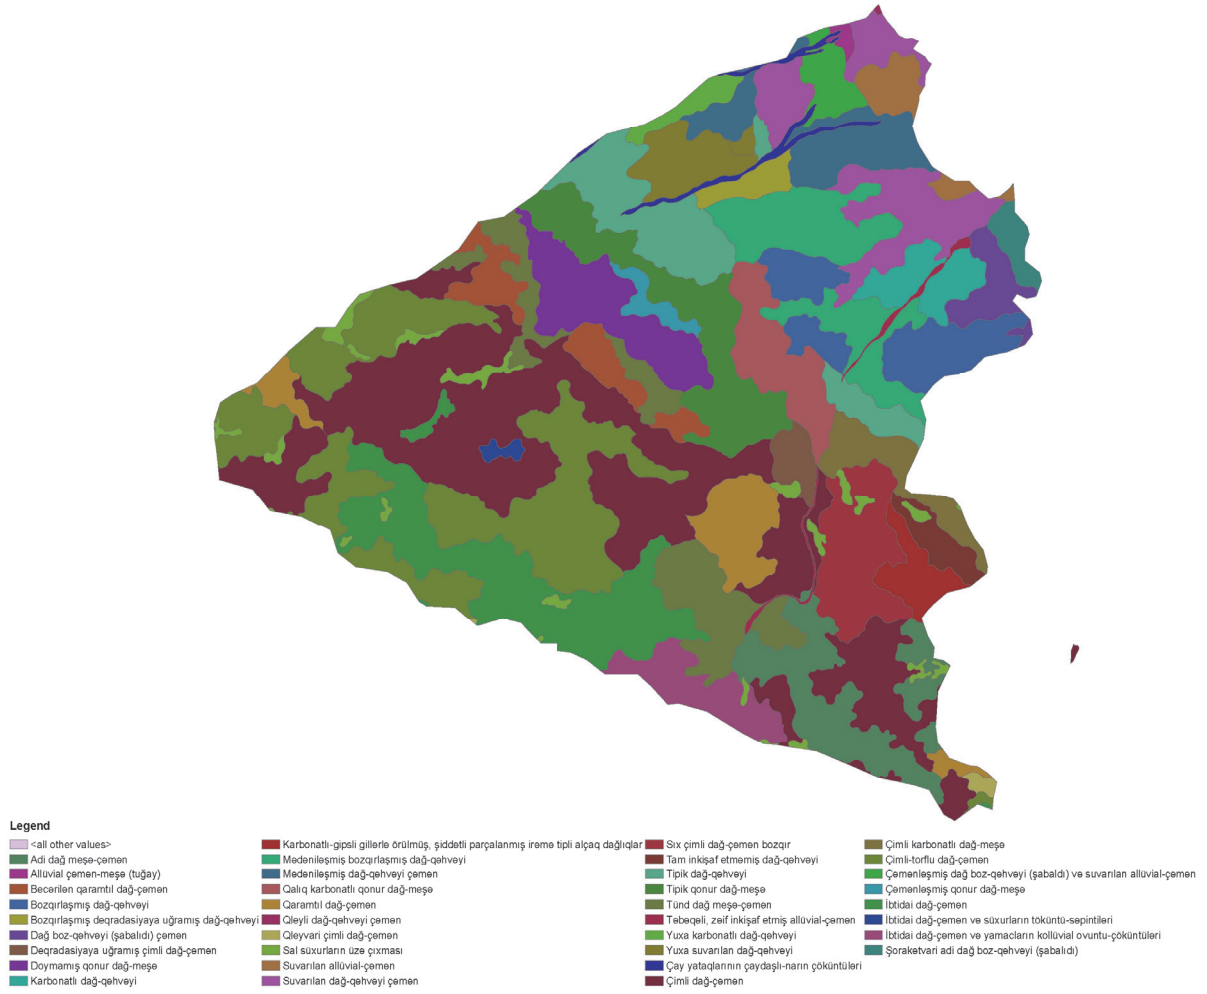 Legend
<all other values>
Adi dağ meşə-çəmən
Allüvial çəmən-meşə (tuğay)
Becərilən qaramtıl dağ-çəmən
Bozqırlaşmış dağ-qəhvəyi
Bozqırlaşmış deqradasiyaya uğramış dağ-qəhvəyi
Dağ boz-qəhvəyi (şabalıdı) çəmən
Deqradasiyaya uğramış çimli dağ-çəmən
Doymamış qonur dağ-meşə
Karbonatlı dağ-qəhvəyi
Karbonatlı-gipsli gillərlə örülmüş, şiddətli parçalanmış iremə tipli alçaq dağlıqlar
Mədəniləşmiş bozqırlaşmış dağ-qəhvəyi
Mədəniləşmiş dağ-qəhvəyi çəmən
Qalıq karbonatlı qonur dağ-meşə
Qaramtıl dağ-çəmən
Qleyli dağ-qəhvəyi çəmən
Qleyvari çimli dağ-çəmən
Sal süxurların üzə çıxması
Suvarılan allüvial-çəmən
Suvarılan dağ-qəhvəyi çəmən
Sıx çimli dağ-çəmən bozqır
Tam inkişaf etməmiş dağ-qəhvəyi
Tipik dağ-qəhvəyi
Tipik qonur dağ-meşə
Tünd dağ meşə-çəmən
Təbəqəli, zəif inkişaf etmiş allüvial-çəmən
Yuxa karbonatlı dağ-qəhvəyi
Yuxa suvarılan dağ-qəhvəyi
Çay yataqlarının çaydaşlı-narın çöküntüləri
Çimli dağ-çəmən
Çimli karbonatlı dağ-meşə
Çimli-torflu dağ-çəmən
Çəmənləşmiş dağ boz-qəhvəyi (şabaldı) və suvarılan allüvial-çəmən
Çəmənləşmiş qonur dağ-meşə
İbtidai dağ-çəmən
İbtidai dağ-çəmən və süxurların töküntü-səpintiləri
İbtidai dağ-çəmən və yamacların kollüvial ovuntu-çöküntüləri
Şorakətvari adi dağ boz-qəhvəyi (şabalıdı)